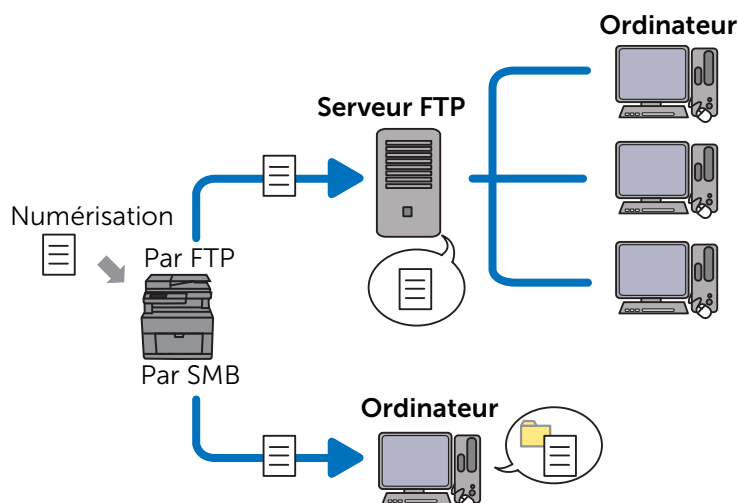 Ordinateur
Serveur FTP
Numérisation
Par FTP
Par SMB
Ordinateur